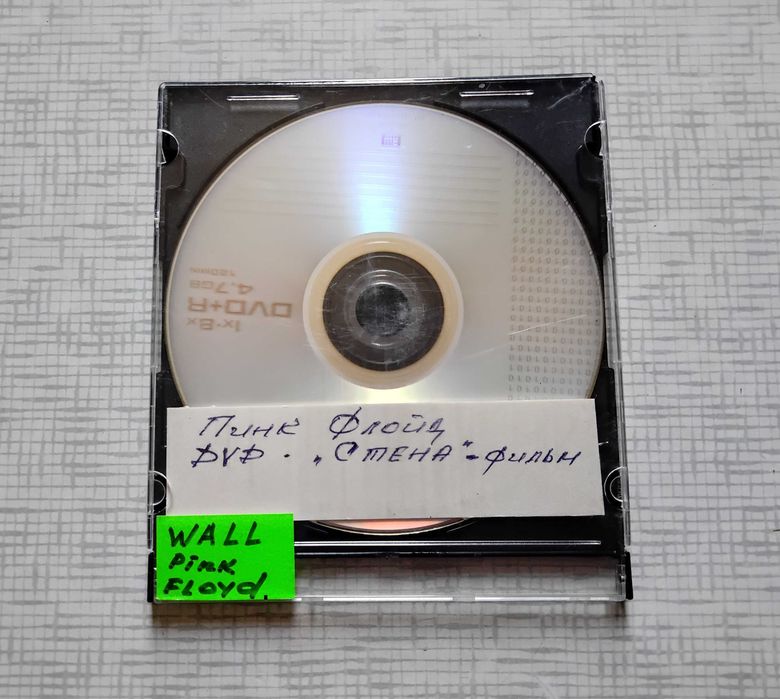 1x-8x
DVD+R
4.7GB
120min
Пинк Флойд
DVD. „Стена"-фильм
WALL
Pink
FLOYd.